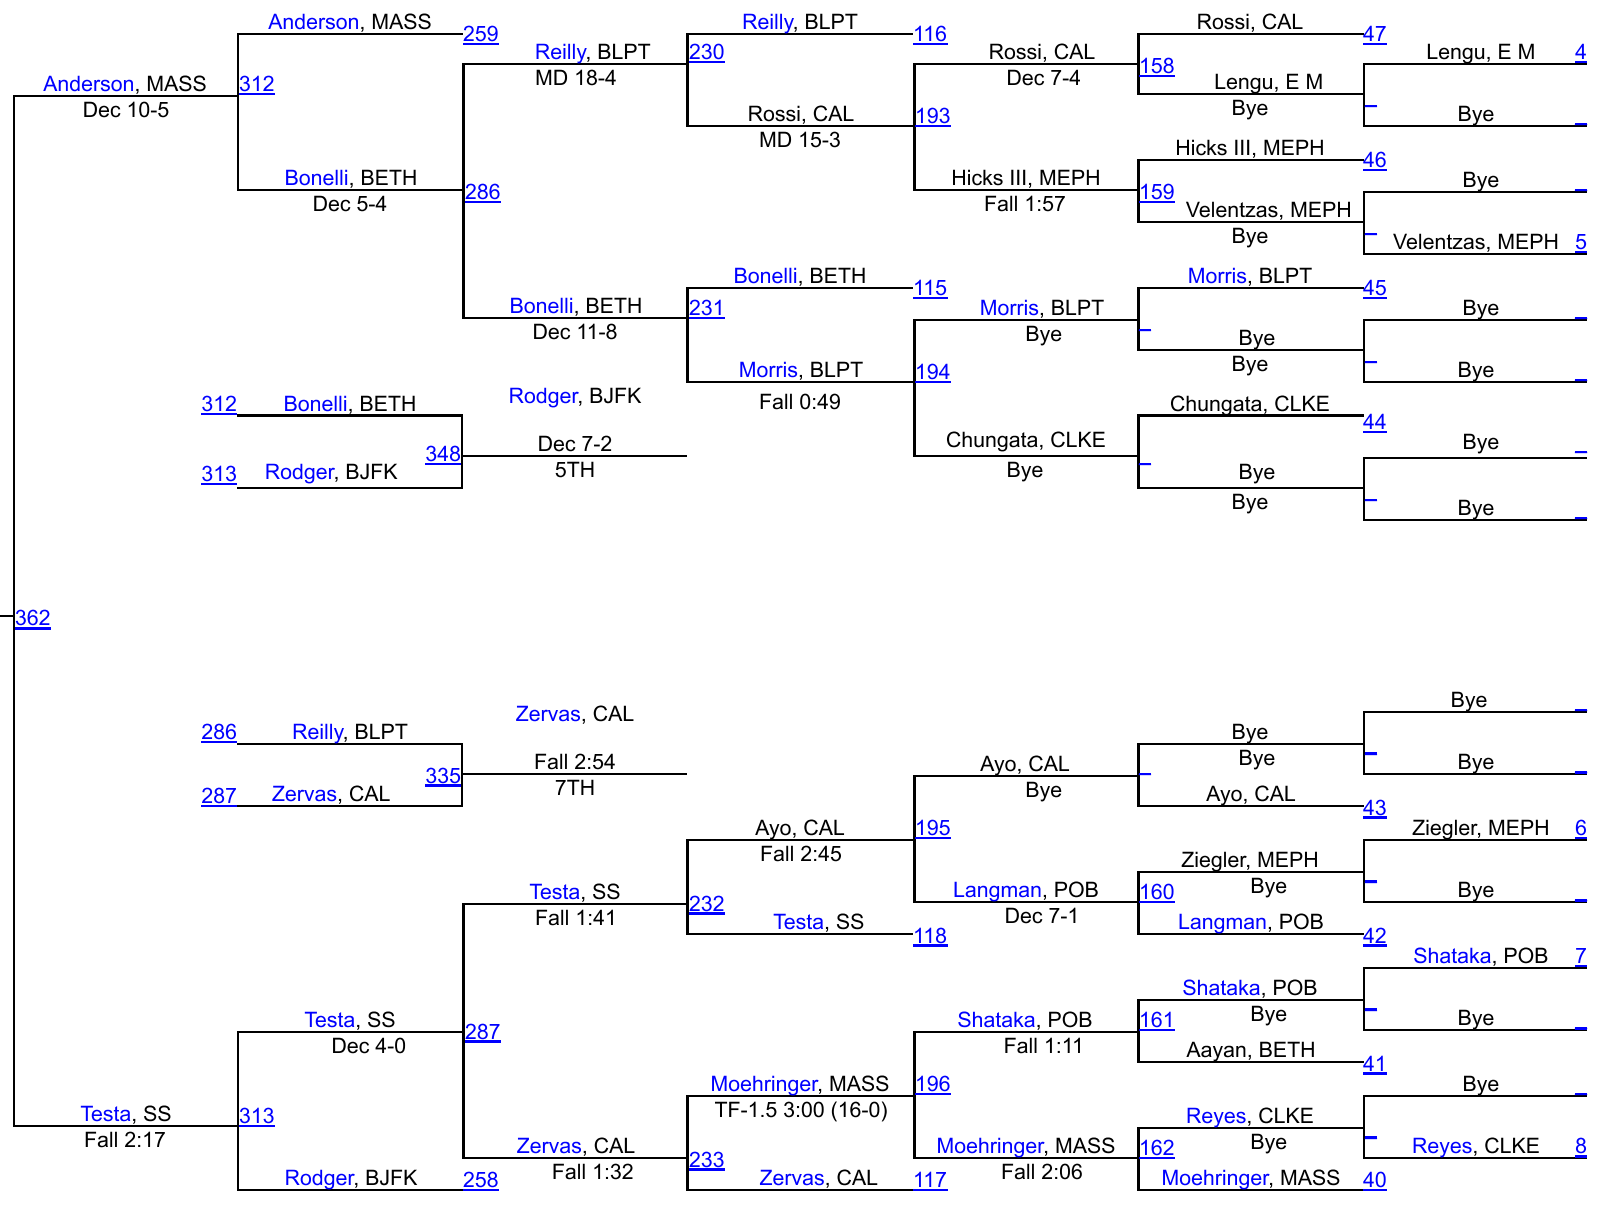 Anderson, MASS
259
Reilly, BLPT
116
Rossi, CAL
47
Reilly, BLPT
230
Rossi, CAL
Lengu, E M
4
MD 18-4
Dec 7-4
158
Anderson, MASS
312
Lengu, E M
Dec 10-5
Bye
Rossi, CAL
193
Bye
MD 15-3
Hicks III, MEPH
46
Bonelli, BETH
Hicks III, MEPH
Bye
Dec 5-4
286
Fall 1:57
159
Velentzas, MEPH
Bye
Velentzas, MEPH
5
Bonelli, BETH
115
Morris, BLPT
45
Bonelli, BETH
231
Morris, BLPT
Bye
Dec 11-8
Bye
Bye
Bye
Morris, BLPT
194
Bye
312
Bonelli, BETH
Rodger, BJFK
Fall 0:49
Chungata, CLKE
44
348
Dec 7-2
Chungata, CLKE
Bye
313
Rodger, BJFK
5TH
Bye
Bye
Bye
Bye
362
Bye
286
Reilly, BLPT
Zervas, CAL
Bye
335
Fall 2:54
Ayo, CAL
Bye
Bye
287
Zervas, CAL
7TH
Bye
Ayo, CAL
43
Ayo, CAL
195
Ziegler, MEPH
6
Fall 2:45
Ziegler, MEPH
Testa, SS
232
Langman, POB
160
Bye
Bye
Fall 1:41
Testa, SS
118
Dec 7-1
Langman, POB
42
Shataka, POB
7
Shataka, POB
Testa, SS
287
Shataka, POB
161
Bye
Bye
Dec 4-0
Fall 1:11
Aayan, BETH
41
Moehringer, MASS
196
Bye
Testa, SS
313
TF-1.5 3:00 (16-0)
Reyes, CLKE
Fall 2:17
Zervas, CAL
233
Moehringer, MASS
162
Bye
Reyes, CLKE
8
Fall 1:32
Fall 2:06
Rodger, BJFK
258
Zervas, CAL
117
Moehringer, MASS
40